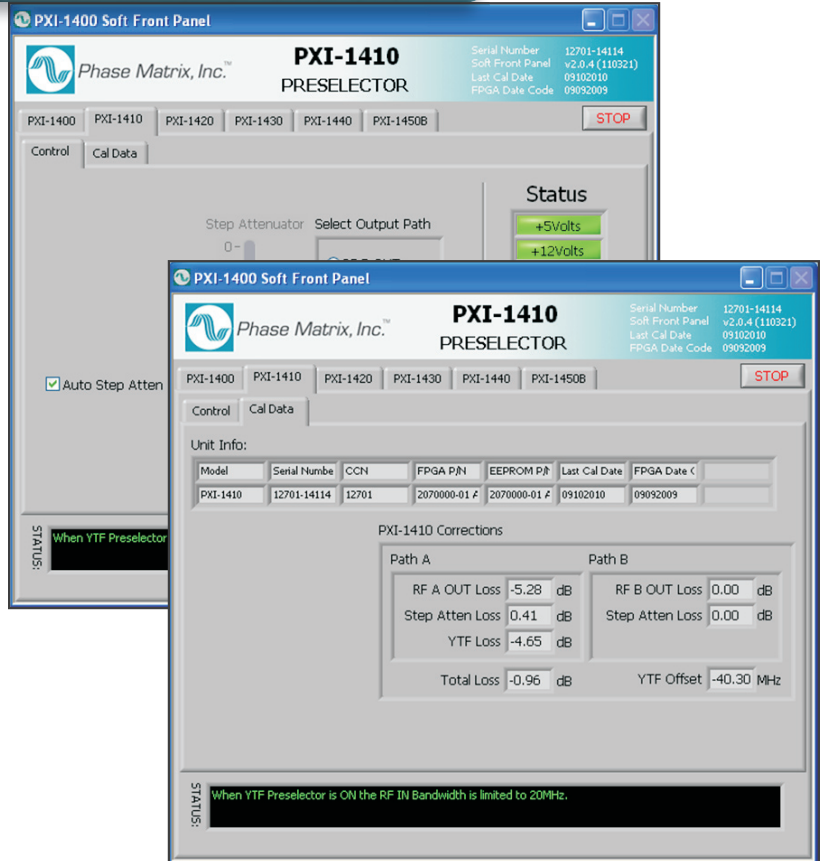 PXI-1400 Soft Front Panel
Phase Matrix, Inc.™
PXI-1410
PRESELECTOR
Serial Number 12701-14114
Soft Front Panel v2.0.4 (110321)
Last Cal Date 09102010
FPGA Date Code 09092009
PXI-1400 PXI-1410 PXI-1420 PXI-1430 PXI-1440 PXI-1450B STOP
Control Cal Data
Status
Step Attenuator Select Output Path
+5Volts
0-
+12Volts
Auto Step Atten
STATUS:
When YTF Preselector
PXI-1400 Soft Front Panel
Phase Matrix, Inc.™
PXI-1410
PRESELECTOR
Serial Number 12701-14114
Soft Front Panel v2.0.4 (110321)
Last Cal Date 09102010
FPGA Date Code 09092009
PXI-1400 PXI-1410 PXI-1420 PXI-1430 PXI-1440 PXI-1450B STOP
Control Cal Data
Unit Info:
Model Serial Numbe CCN FPGA P/N EEPROM P/N Last Cal Date FPGA Date C
PXI-1410 12701-14114 12701 2070000-01 A 2070000-01 A 09102010 09092009
PXI-1410 Corrections
Path A Path B
RF A OUT Loss -5.28 dB RF B OUT Loss 0.00 dB
Step Atten Loss 0.41 dB Step Atten Loss 0.00 dB
YTF Loss -4.65 dB
Total Loss -0.96 dB YTF Offset -40.30 MHz
STATUS:
When YTF Preselector is ON the RF IN Bandwidth is limited to 20MHz.